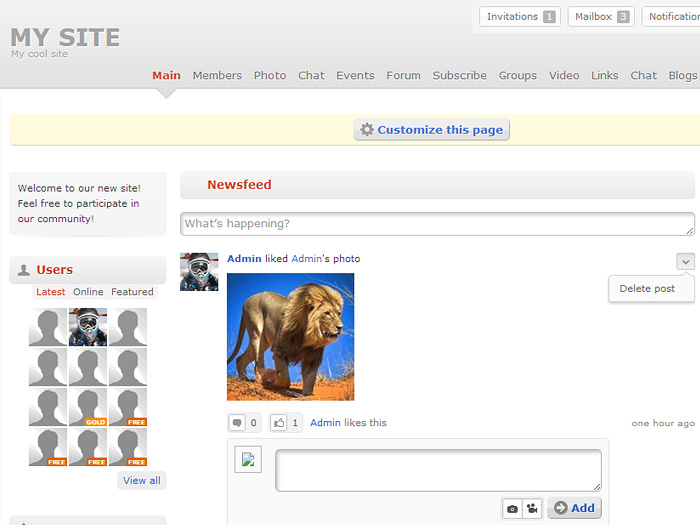 Invitations 1 Mailbox 3 Notification
MY SITE
My cool site
Main Members Photo Chat Events Forum Subscribe Groups Video Links Chat Blogs
Customize this page
Welcome to our new site!
Feel free to participate in
our community!
Newsfeed
What's happening?
Admin liked Admin's photo
Delete post
Users
Latest Online Featured
GOLD FREE
FREE FREE FREE
View all
0 1 Admin likes this one hour ago
Add